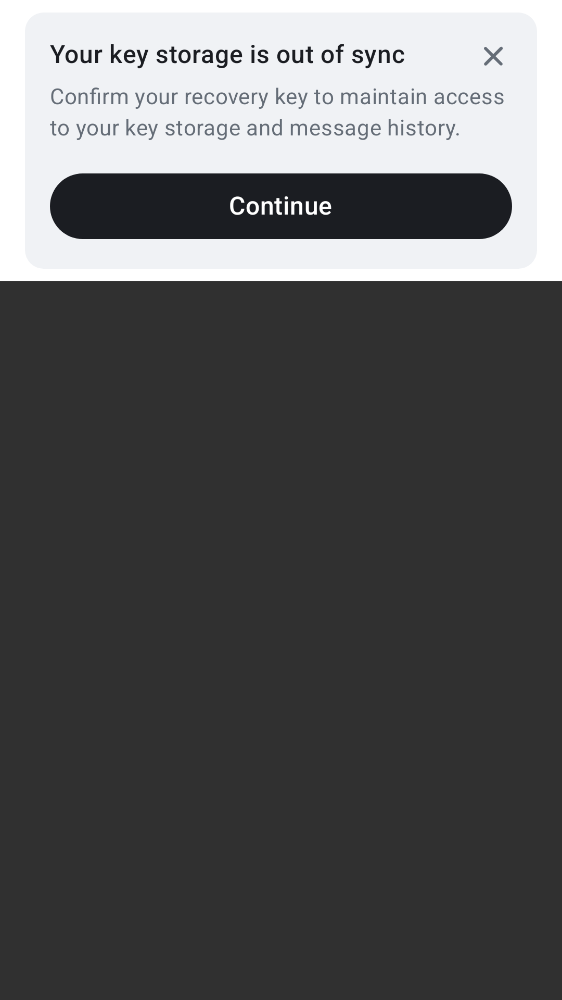 Your key storage is out of sync
Confirm your recovery key to maintain access
to your key storage and message history.
Continue